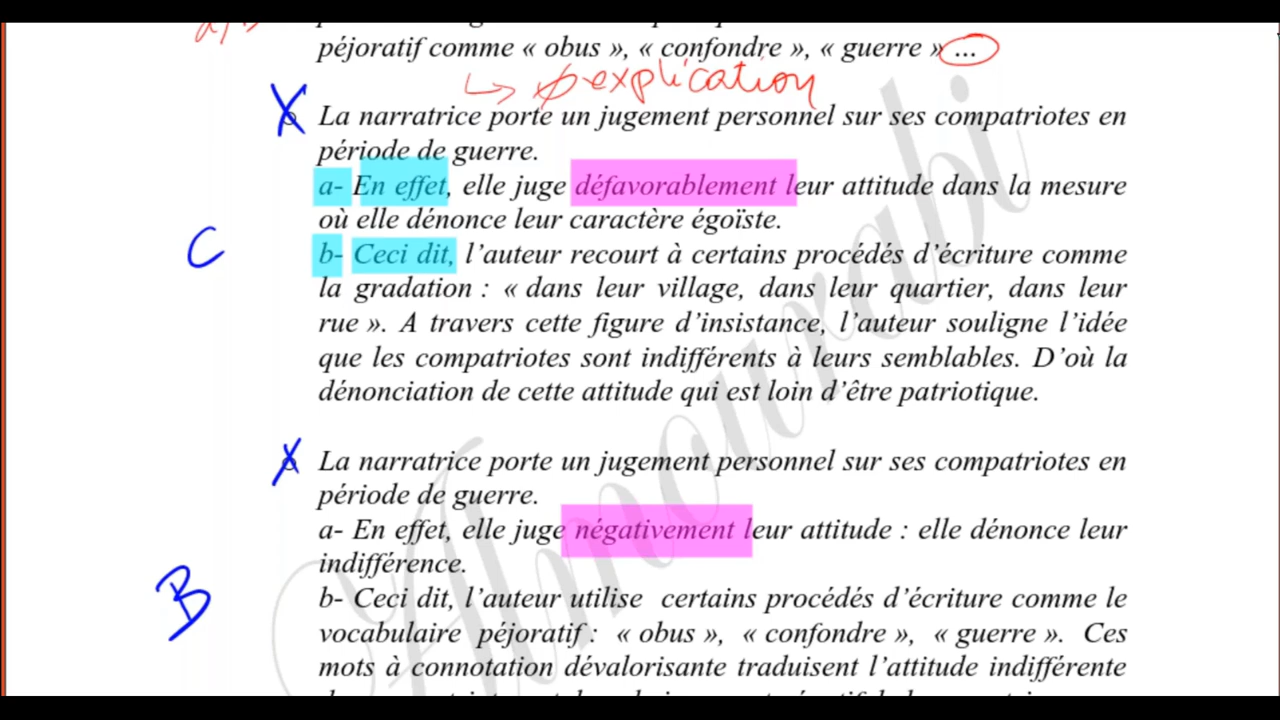 péjoratif comme « obus », « confondre », « guerre » ...
↳ ∅ explication
La narratrice porte un jugement personnel sur ses compatriotes en
période de guerre.
a- En effet, elle juge défavorablement leur attitude dans la mesure
où elle dénonce leur caractère égoïste.
C
b- Ceci dit, l’auteur recourt à certains procédés d’écriture comme
la gradation : « dans leur village, dans leur quartier, dans leur
rue ». A travers cette figure d’insistance, l’auteur souligne l’idée
que les compatriotes sont indifférents à leurs semblables. D’où la
dénonciation de cette attitude qui est loin d’être patriotique.
La narratrice porte un jugement personnel sur ses compatriotes en
période de guerre.
a- En effet, elle juge négativement leur attitude : elle dénonce leur
indifférence.
B
b- Ceci dit, l’auteur utilise certains procédés d’écriture comme le
vocabulaire péjoratif : « obus », « confondre », « guerre ». Ces
mots à connotation dévalorisante traduisent l’attitude indifférente
Almourabi